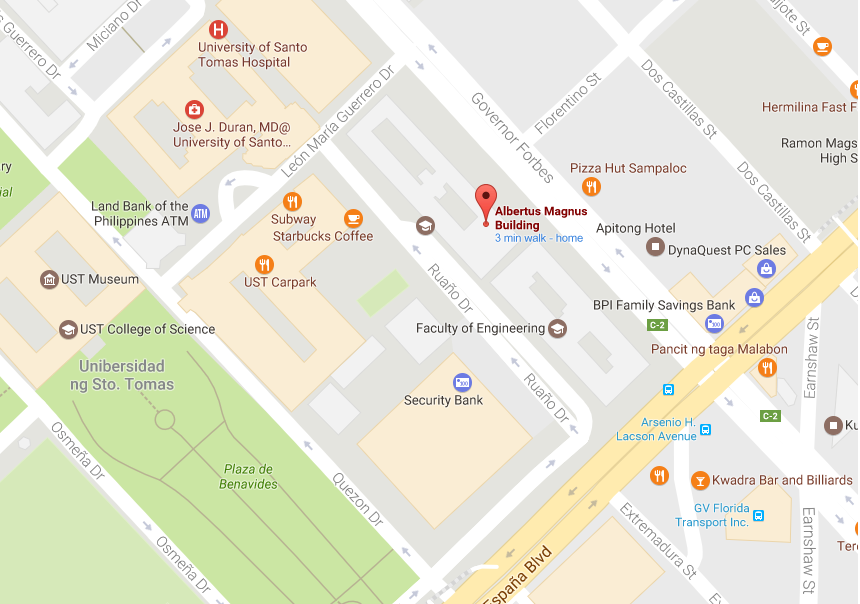 Miciano Dr
Guerrero Dr
University of Santo
Tomas Hospital
Jose J. Duran, MD@
University of Santo...
León María Guerrero Dr
Governor Forbes
Florentino St
Dos Castillas St
Dos Castillas St
uijote St
Hermilina Fast F
Ramon Mags
High S
ry
ial
Land Bank of the
Philippines ATM
ATM
H
Subway
Starbucks Coffee
UST Carpark
UST Museum
UST College of Science
Unibersidad
ng Sto. Tomas
Albertus Magnus
Building
3 min walk - home
Pizza Hut Sampaloc
Apitong Hotel
DynaQuest PC Sales
BPI Family Savings Bank
C-2
Pancit ng taga Malabon
Ruaño Dr
Faculty of Engineering
Security Bank
Ruaño Dr
Arsenio H.
Lacson Avenue
C-2
Earnshaw St
Ku
Kwadra Bar and Billiards
GV Florida
Transport Inc.
Earnshaw St
Tere
Plaza de
Benavides
Quezon Dr
Osmeña Dr
Osmeña Dr
España Blvd
Extremadura St